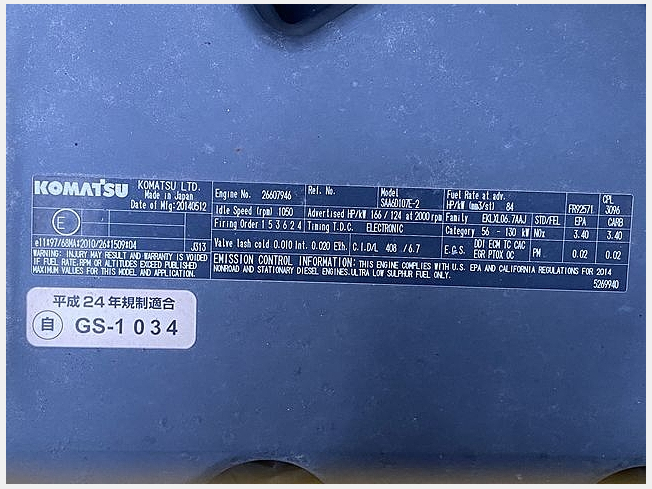 KOMATSU KOMATSU LTD.
Made in Japan
Date of Mfg:20140512
E
e11*97/68MA*2010/26*1509*04 J313
WARNING: INJURY MAY RESULT AND WARRANTY IS VOIDED
IF FUEL RATE.RPM OR ALTITUDES EXCEED PUBLISHED
MAXIMUM VALUES FOR THIS MODEL AND APPLICATION.
Engine No. 26607946 Ref. No. Model SAA6D107E-2 Fuel Rate at adv. HP/kW (mm3/st) 84 FR92571 CPL 3096
Idle Speed (rpm) 1050 Advertised HP/kW 166 / 124 at 2000 rpm Family EKLXL06.7AAJ STD/FEL EPA CARB
Firing Order 1 5 3 6 2 4 Timing T.D.C. ELECTRONIC Category 56 - 130 kW NOx 3.40 3.40
Valve lash cold 0.010 Int. 0.020 Exh. C.I.D/L 408 /6.7 E.G.S. DDI ECM TC CAC EGR PTOX OC PM 0.02 0.02
EMISSION CONTROL INFORMATION: THIS ENGINE COMPLIES WITH U.S. EPA AND CALIFORNIA REGULATIONS FOR 2014
NONROAD AND STATIONARY DIESEL ENGINES.ULTRA LOW SULPHUR FUEL ONLY.
5269940
平成24年規制適合
自 GS-1034